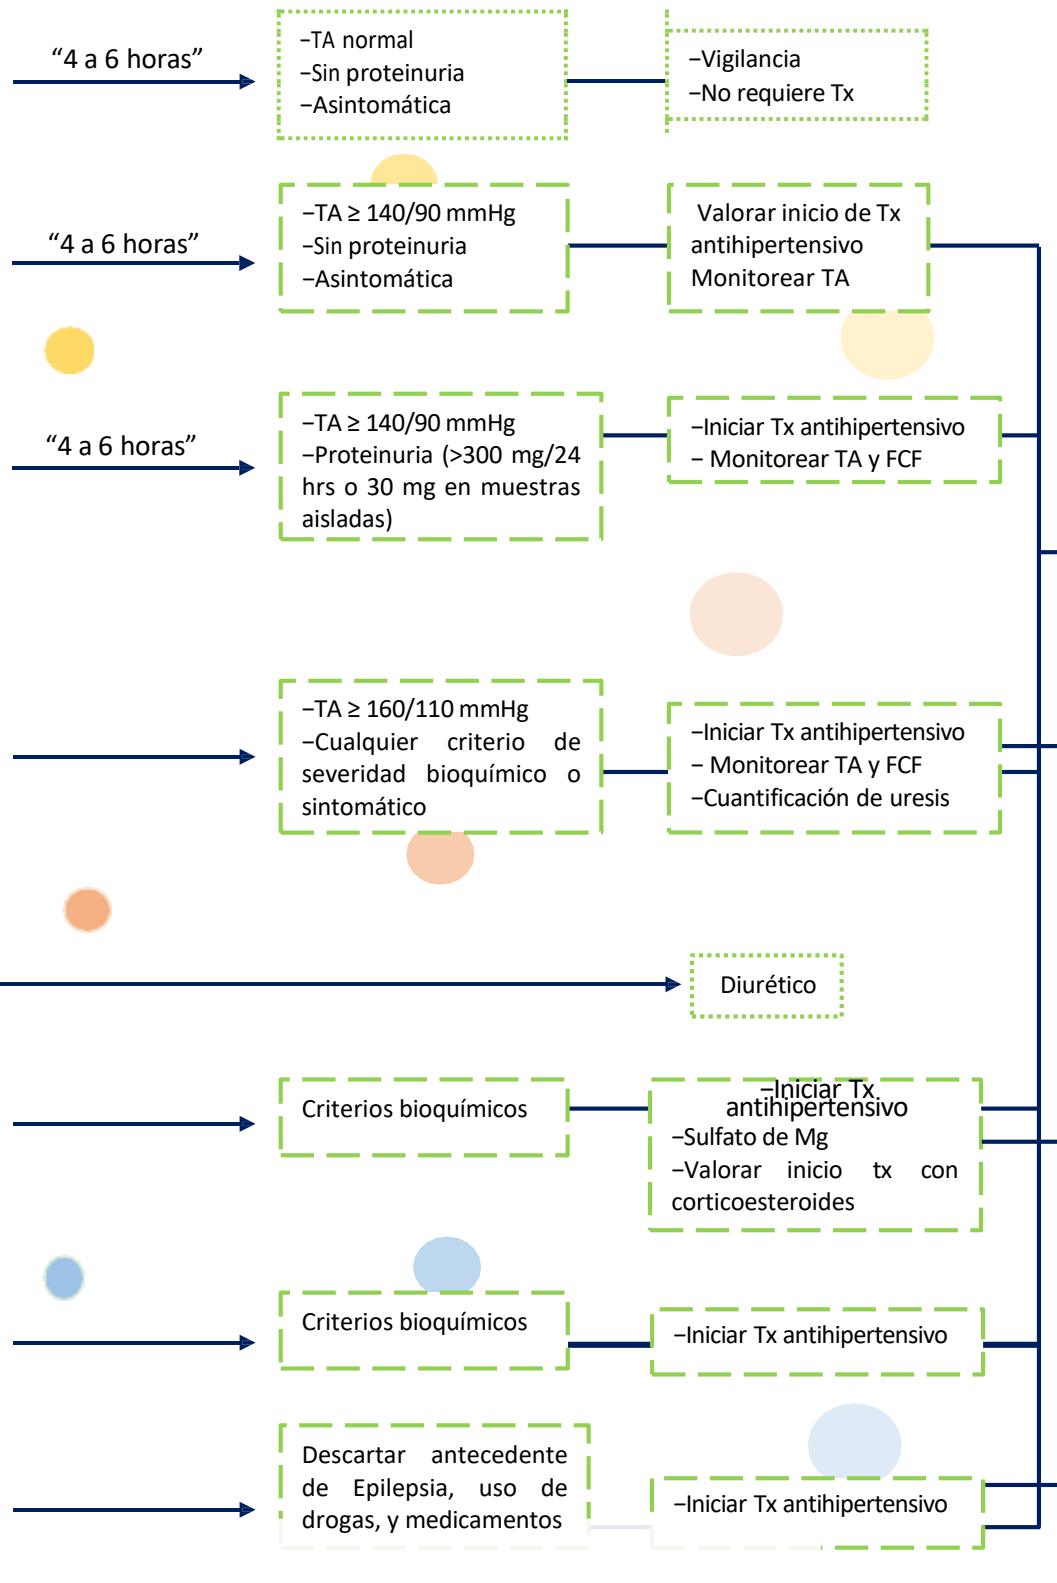 “4 a 6 horas”
–TA normal
–Sin proteinuria
–Asintomática
–Vigilancia
–No requiere Tx
“4 a 6 horas”
–TA ≥ 140/90 mmHg
–Sin proteinuria
–Asintomática
Valorar inicio de Tx
antihipertensivo
Monitorear TA
“4 a 6 horas”
–TA ≥ 140/90 mmHg
–Proteinuria (>300 mg/24
hrs o 30 mg en muestras
aisladas)
–Iniciar Tx antihipertensivo
– Monitorear TA y FCF
–TA ≥ 160/110 mmHg
–Cualquier criterio de
severidad bioquímico o
sintomático
–Iniciar Tx antihipertensivo
– Monitorear TA y FCF
–Cuantificación de uresis
Diurético
Criterios bioquímicos
–Iniciar Tx
antihipertensivo
–Sulfato de Mg
–Valorar inicio tx con
corticoesteroides
Criterios bioquímicos
–Iniciar Tx antihipertensivo
Descartar antecedente
de Epilepsia, uso de
drogas, y medicamentos
–Iniciar Tx antihipertensivo